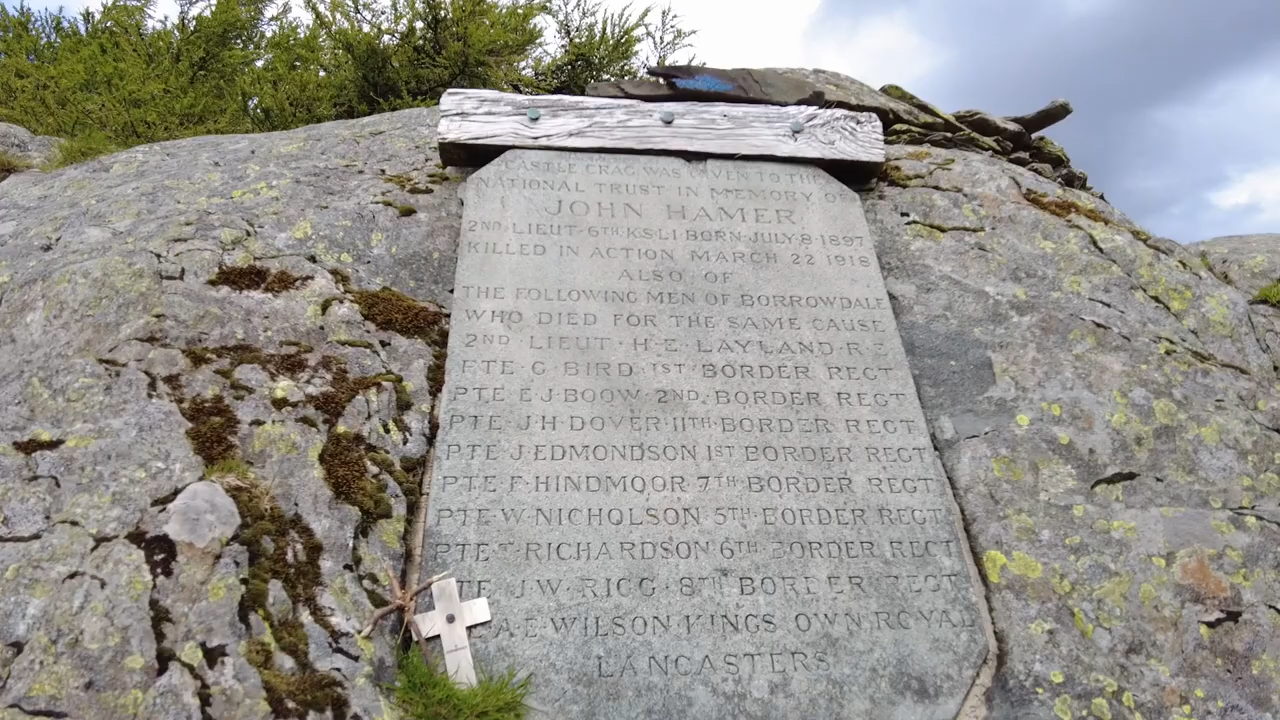 CASTLE CRAG WAS GIVEN TO THE
NATIONAL TRUST IN MEMORY OF
JOHN HAMER
2ND·LIEUT·6TH·KSLI BORN·JULY·8·1897
KILLED IN ACTION MARCH 22 1918
ALSO OF
THE FOLLOWING MEN OF BORROWDALE
WHO DIED FOR THE SAME CAUSE
2ND·LIEUT·H·E·LAYLAND·R·E
PTE·G·BIRD·1ST·BORDER REGT
PTE·E J BOOW·2ND·BORDER REGT
PTE·J·H·DOVER·11TH·BORDER REGT
PTE·J·EDMONDSON 1ST BORDER REGT
PTE·F·HINDMOOR 7TH·BORDER REGT
PTE·W·NICHOLSON 5TH·BORDER REGT
PTE·T·RICHARDSON 6TH·BORDER REGT
PTE J·W·RIGG·8TH BORDER REGT
A·E·WILSON KINGS OWN ROYAL
LANCASTERS